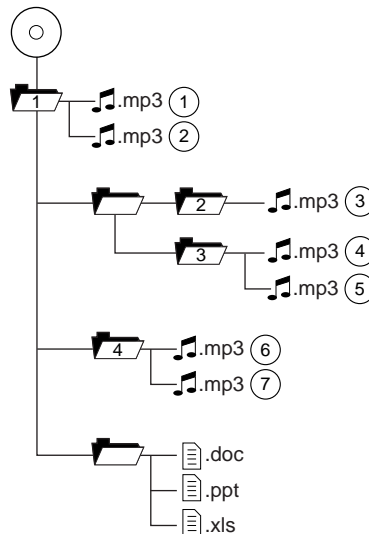 1 .mp3 1
.mp3 2
2 .mp3 3
3 .mp3 4
.mp3 5
4 .mp3 6
.mp3 7
.doc
.ppt
.xls